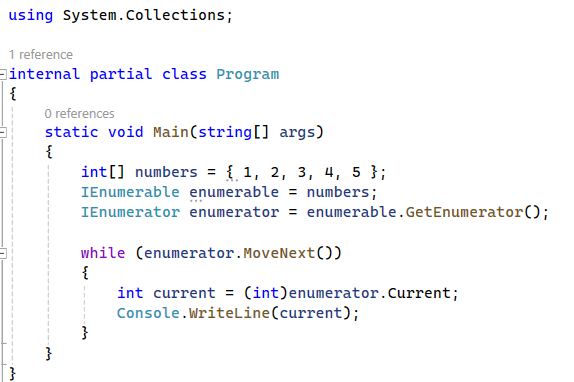 using System.Collections;
1 reference
internal partial class Program
{
0 references
static void Main(string[] args)
{
int[] numbers = { 1, 2, 3, 4, 5 };
IEnumerable enumerable = numbers;
IEnumerator enumerator = enumerable.GetEnumerator();
while (enumerator.MoveNext())
{
int current = (int)enumerator.Current;
Console.WriteLine(current);
}
}
}